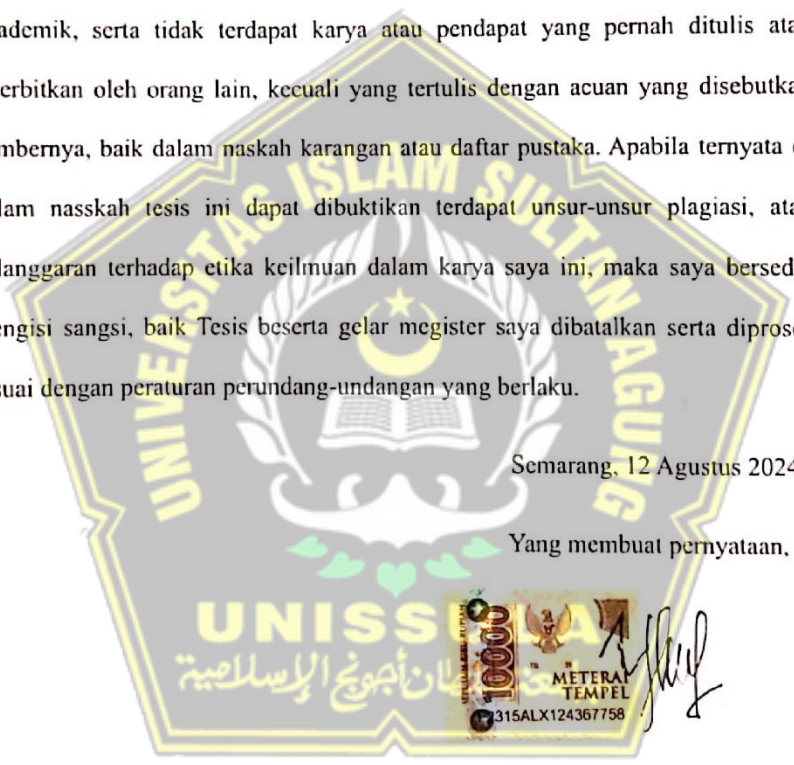 ademik, serta tidak terdapat karya atau pendapat yang pernah ditulis ata
erbitkan oleh orang lain, kecuali yang tertulis dengan acuan yang disebutka
mbernya, baik dalam naskah karangan atau daftar pustaka. Apabila ternyata
lam nasskah tesis ini dapat dibuktikan terdapat unsur-unsur plagiasi, ata
langgaran terhadap etika keilmuan dalam karya saya ini, maka saya bersed
engisi sangsi, baik Tesis beserta gelar megister saya dibatalkan serta dipros
suai dengan peraturan perundang-undangan yang berlaku.
Semarang, 12 Agustus 2024
Yang membuat pernyataan,
UNIVERSITAS ISLAM SULTAN AGUNG
UNISSULA
10000
METERAI
TEMPEL
315ALX124367758